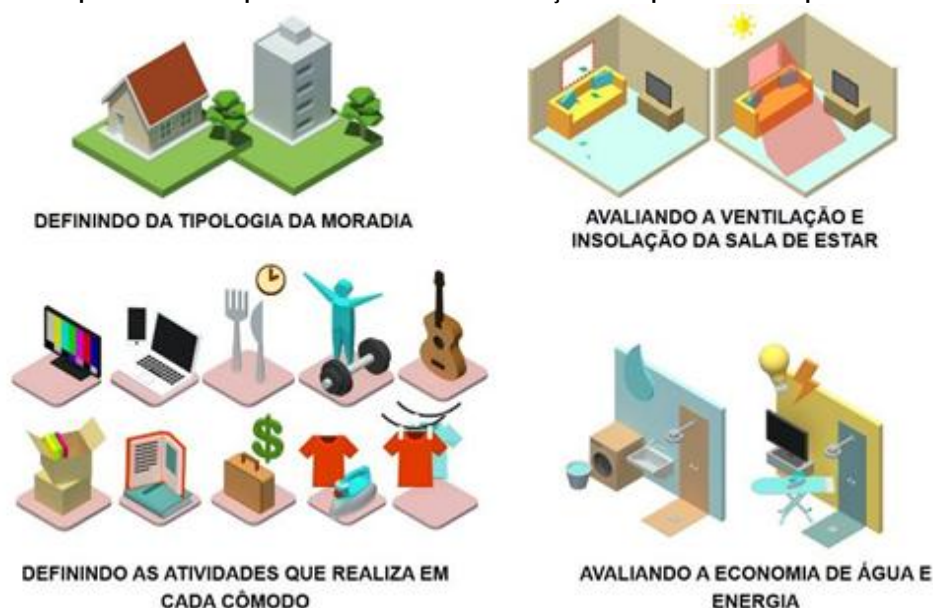 DEFININDO DA TIPOLOGIA DA MORADIA
AVALIANDO A VENTILAÇÃO E
INSOLAÇÃO DA SALA DE ESTAR
DEFININDO AS ATIVIDADES QUE REALIZA EM
CADA CÔMODO
AVALIANDO A ECONOMIA DE ÁGUA E
ENERGIA